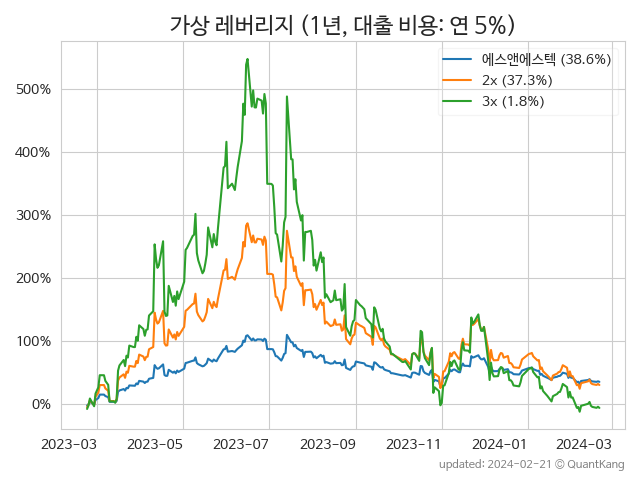 가상 레버리지 (1년, 대출 비용: 연 5%)
에스앤에스텍 (38.6%)
2x (37.3%)
3x (1.8%)
500%
400%
300%
200%
100%
0%
2023-03 2023-05 2023-07 2023-09 2023-11 2024-01 2024-03
updated: 2024-02-21 © QuantKang